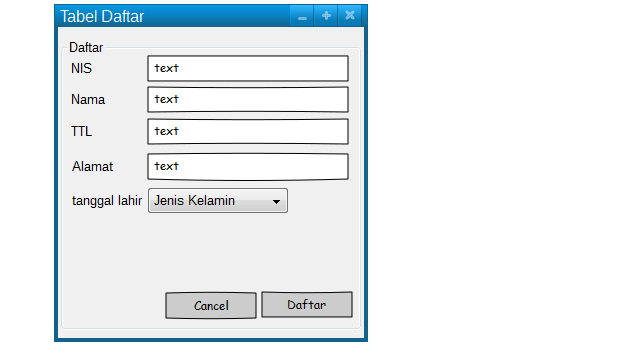 Tabel Daftar
Daftar
NIS text
Nama text
TTL text
Alamat text
tanggal lahir Jenis Kelamin
Cancel Daftar